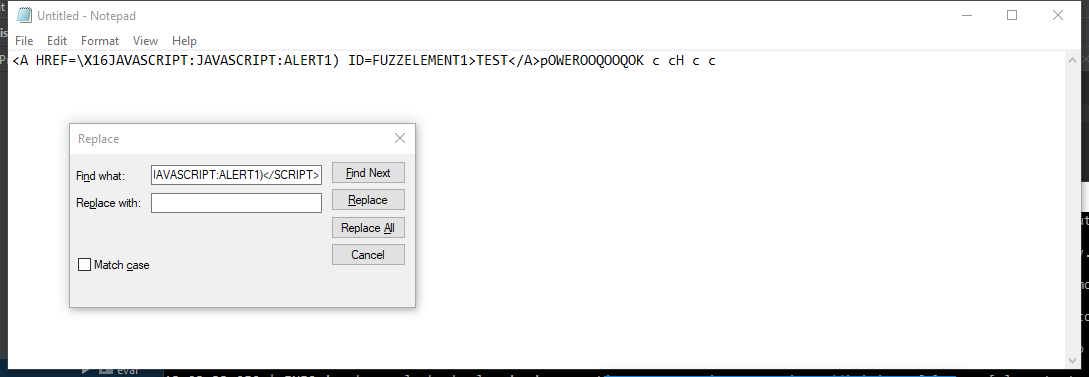 Untitled - Notepad
File Edit Format View Help
<A HREF=\X16JAVASCRIPT:JAVASCRIPT:ALERT1) ID=FUZZELEMENT1>TEST</A>pOWEROOQOOQOK c cH c c
Replace
Find what: JAVASCRIPT:ALERT1)</SCRIPT> Find Next
Replace with: Replace
Replace All
Cancel
Match case
eval